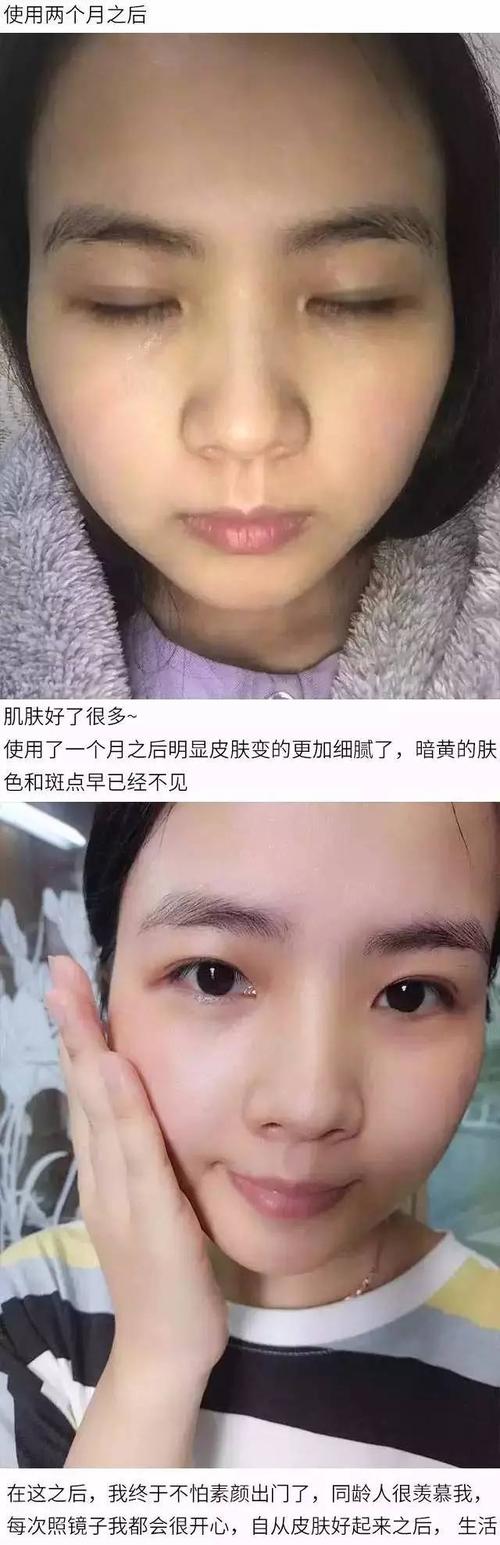 使用两个月之后
肌肤好了很多~
使用了一个月之后明显皮肤变的更加细腻了，暗黄的肤
色和斑点早已经不见
在这之后，我终于不怕素颜出门了，同龄人很羡慕我，
每次照镜子我都会很开心，自从皮肤好起来之后， 生活